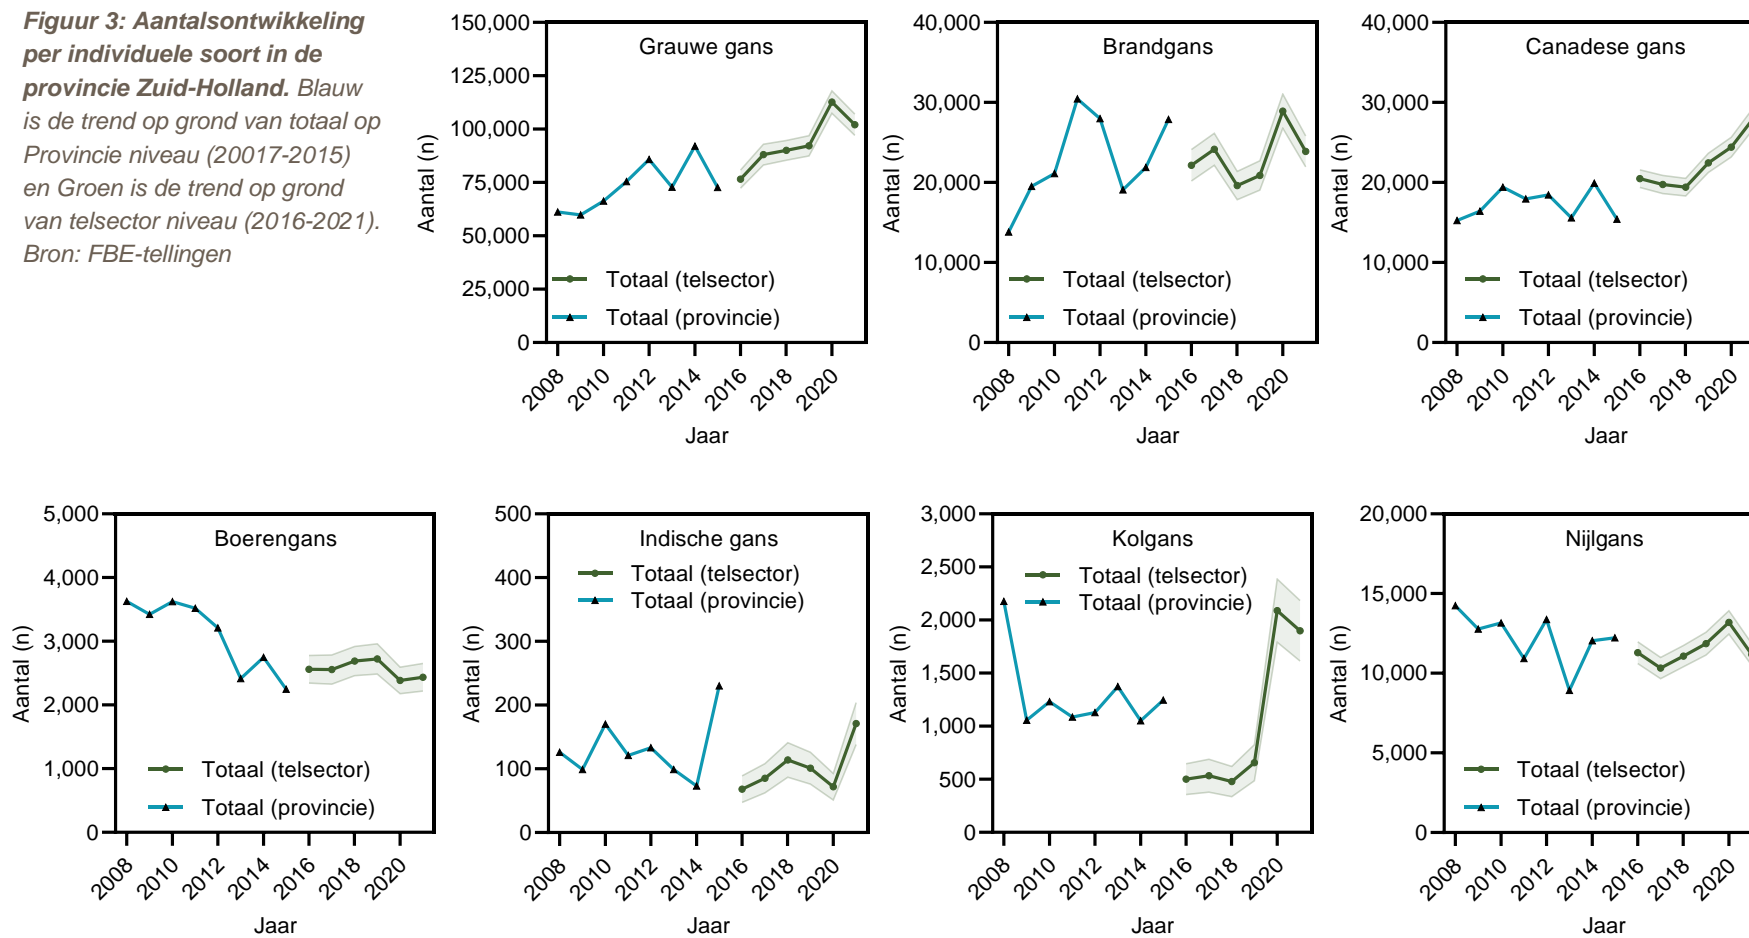 Figuur 3: Aantalsontwikkeling
per individuele soort in de
provincie Zuid-Holland. Blauw
is de trend op grond van totaal op
Provincie niveau (20017-2015)
en Groen is de trend op grond
van telsector niveau (2016-2021).
Bron: FBE-tellingen
Grauwe gans
Aantal (n)
150,000
125,000
100,000
75,000
50,000
25,000
0
Totaal (telsector)
Totaal (provincie)
2008 2010 2012 2014 2016 2018 2020
Jaar
Brandgans
Aantal (n)
40,000
30,000
20,000
10,000
0
Totaal (telsector)
Totaal (provincie)
2008 2010 2012 2014 2016 2018 2020
Jaar
Canadese gans
Aantal (n)
40,000
30,000
20,000
10,000
0
Totaal (telsector)
Totaal (provincie)
2008 2010 2012 2014 2016 2018 2020
Jaar
Boerengans
Aantal (n)
5,000
4,000
3,000
2,000
1,000
0
Totaal (telsector)
Totaal (provincie)
2008 2010 2012 2014 2016 2018 2020
Jaar
Indische gans
Aantal (n)
500
400
300
200
100
0
Totaal (telsector)
Totaal (provincie)
2008 2010 2012 2014 2016 2018 2020
Jaar
Kolgans
Aantal (n)
3,000
2,500
2,000
1,500
1,000
500
0
Totaal (telsector)
Totaal (provincie)
2008 2010 2012 2014 2016 2018 2020
Jaar
Nijlgans
Aantal (n)
20,000
15,000
10,000
5,000
0
Totaal (telsector)
Totaal (provincie)
2008 2010 2012 2014 2016 2018 2020
Jaar